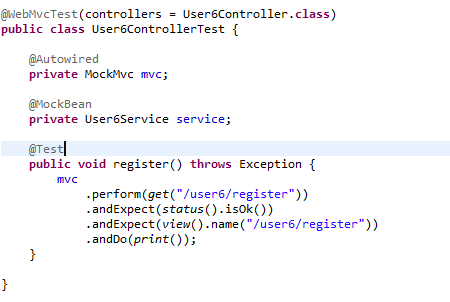 @WebMvcTest(controllers = User6Controller.class)
public class User6ControllerTest {
@Autowired
private MockMvc mvc;
@MockBean
private User6Service service;
@Test
public void register() throws Exception {
mvc
.perform(get("/user6/register"))
.andExpect(status().isOk())
.andExpect(view().name("/user6/register"))
.andDo(print());
}
}